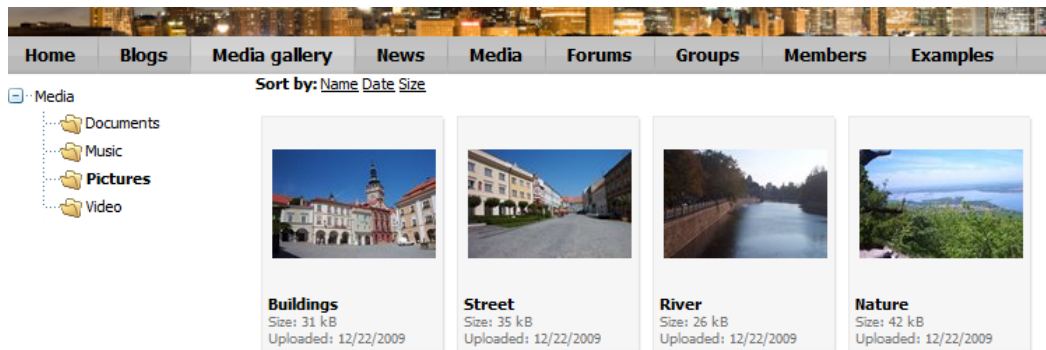 Home Blogs Media gallery News Media Forums Groups Members Examples
Sort by: Name Date Size
Media
Documents
Music
Pictures
Video
Buildings
Size: 31 kB
Uploaded: 12/22/2009
Street
Size: 35 kB
Uploaded: 12/22/2009
River
Size: 26 kB
Uploaded: 12/22/2009
Nature
Size: 42 kB
Uploaded: 12/22/2009